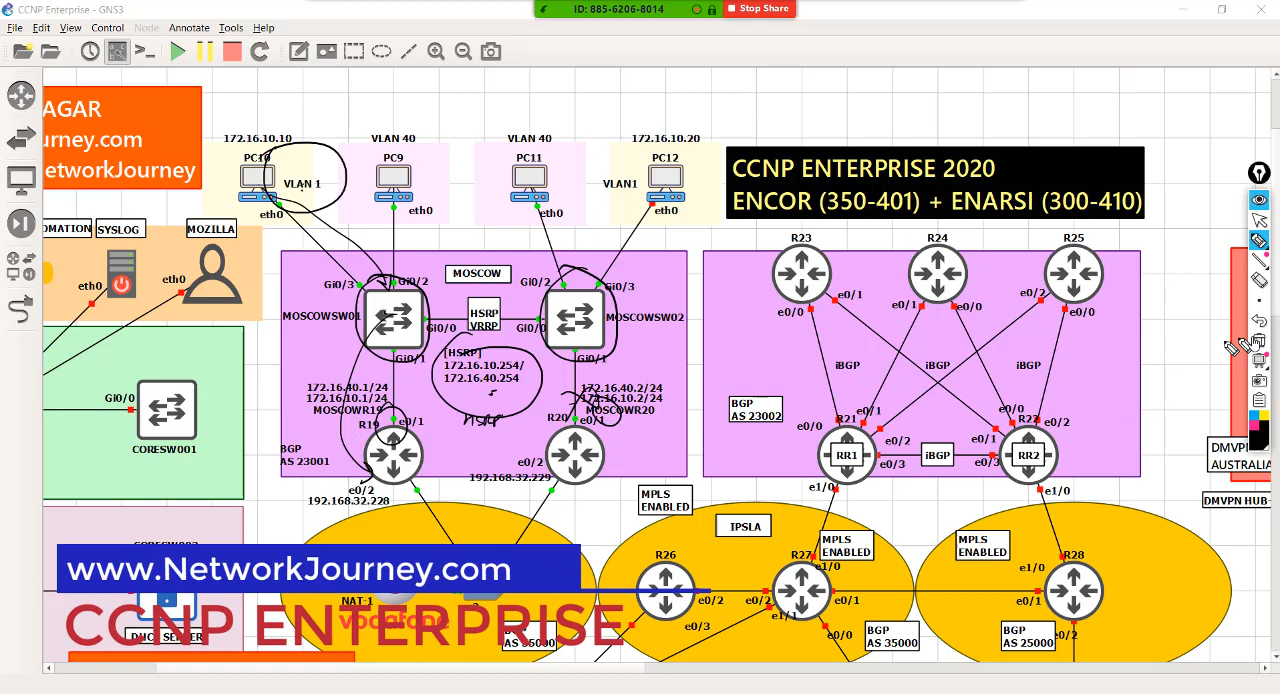 CCNP Enterprise - GNS3
ID: 885-6206-8014
Stop Share
File Edit View Control Node Annotate Tools Help
AGAR
urney.com
etworkJourney
172.16.10.10
VLAN 40
VLAN 40
172.16.10.20
PC10
PC9
PC11
PC12
VLAN 1
VLAN1
eth0
eth0
eth0
eth0
CCNP ENTERPRISE 2020
ENCOR (350-401) + ENARSI (300-410)
OMATION
SYSLOG
MOZILLA
eth0
eth0
MOSCOW
Gi0/3
Gi0/2
Gi0/2
Gi0/3
MOSCOWSW01
HSRP
VRRP
MOSCOWSW02
Gi0/0
Gi0/0
Gi0/1
Gi0/1
[HSRP]
172.16.10.254/
172.16.40.254
HSRP
172.16.40.1/24
172.16.10.1/24
MOSCOWR19
172.16.40.2/24
172.16.10.2/24
MOSCOWR20
R19
e0/1
R20
e0/1
BGP
AS 23001
e0/2
192.168.32.228
e0/2
192.168.32.229
Gi0/0
CORESW001
R23
R24
R25
e0/1
e0/0
e0/1
e0/0
e0/2
e0/0
iBGP
iBGP
iBGP
BGP
AS 23002
R21
e0/1
e0/0
e0/2
e0/3
RR1
iBGP
R22
e0/0
e0/2
e0/1
e0/3
RR2
e1/0
e1/0
DMVP
AUSTRALIA
DMVPN HUB-
MPLS
ENABLED
IPSLA
MPLS
ENABLED
MPLS
ENABLED
R26
R27
R28
e1/0
e1/0
e0/2
e0/2
e0/1
e0/1
e0/3
e1/1
e0/0
e0/2
NAT-1
vodafone
BGP
AS 35000
BGP
AS 35000
BGP
AS 25000
www.NetworkJourney.com
CCNP ENTERPRISE
DHCP SERVER